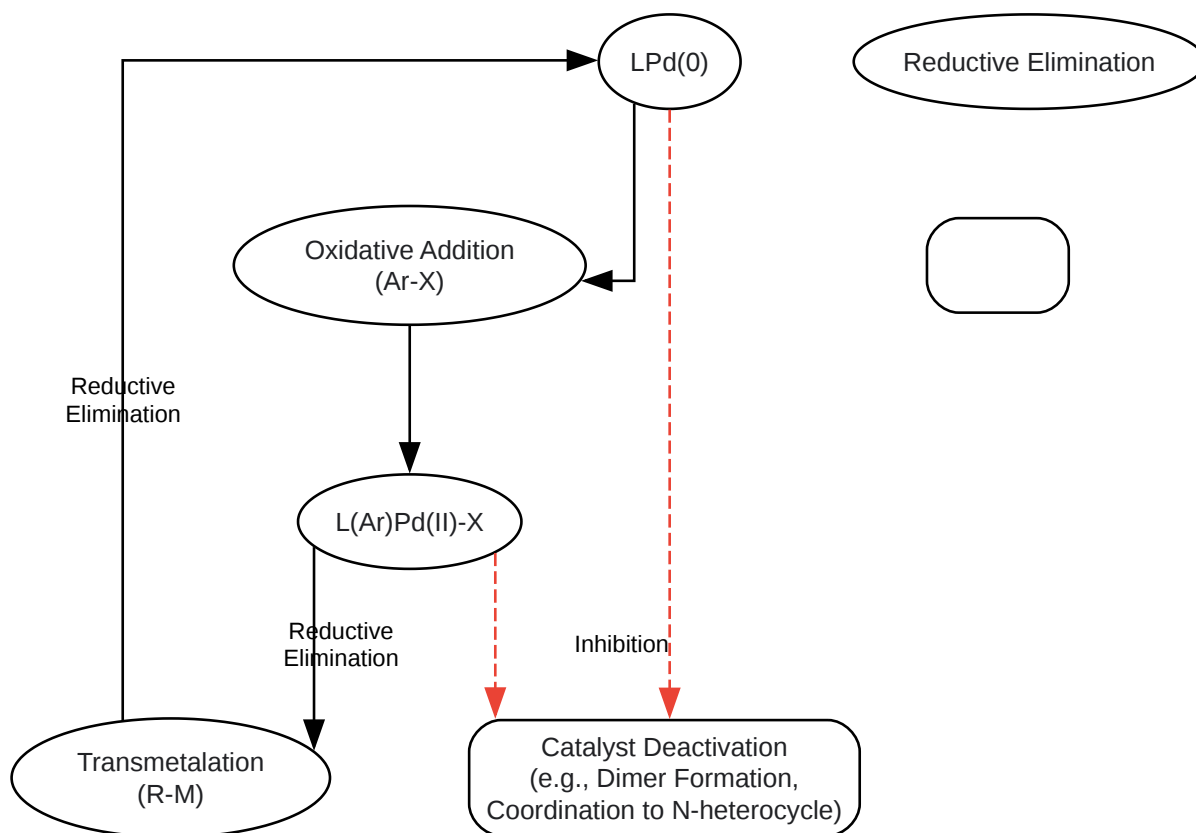 LPd(0)
Reductive Elimination
Oxidative Addition
(Ar-X)
Reductive
Elimination
L(Ar)Pd(II)-X
Reductive
Elimination
Inhibition
Transmetalation
(R-M)
Catalyst Deactivation
(e.g., Dimer Formation,
Coordination to N-heterocycle)